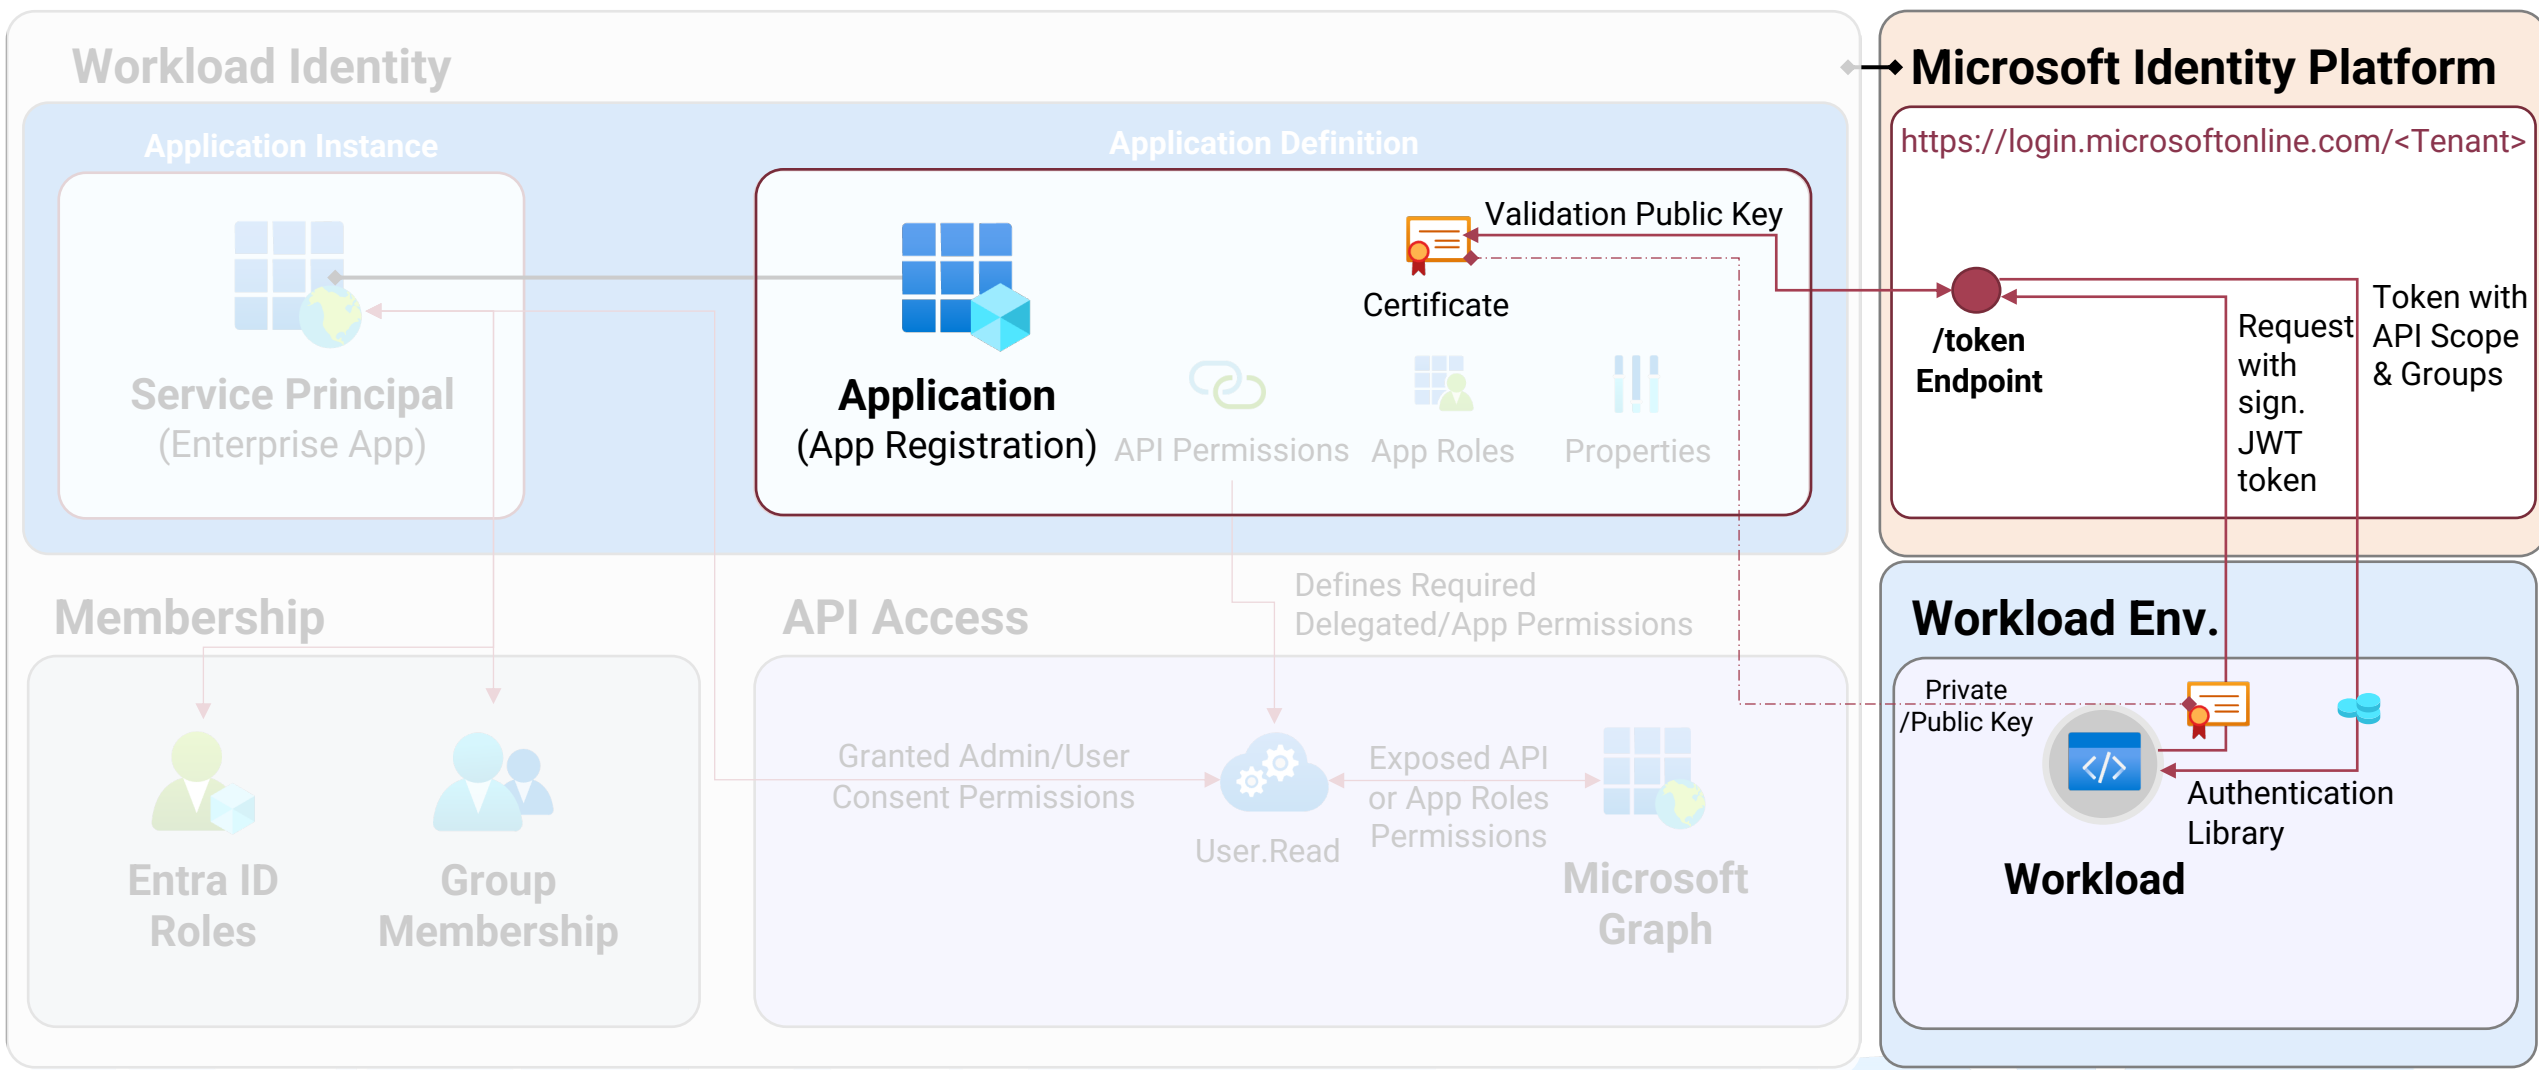 Workload Identity
Application Instance
Service Principal
(Enterprise App)
Application Definition
Application
(App Registration)
Validation Public Key
Certificate
API Permissions
App Roles
Properties
Membership
Entra ID
Roles
Group
Membership
API Access
Defines Required
Delegated/App Permissions
Granted Admin/User
Consent Permissions
User.Read
Exposed API
or App Roles
Permissions
Microsoft
Graph
Microsoft Identity Platform
https://login.microsoftonline.com/<Tenant>
/token
Endpoint
Request
with
sign.
JWT
token
Token with
API Scope
& Groups
Workload Env.
Private
/Public Key
Authentication
Library
Workload